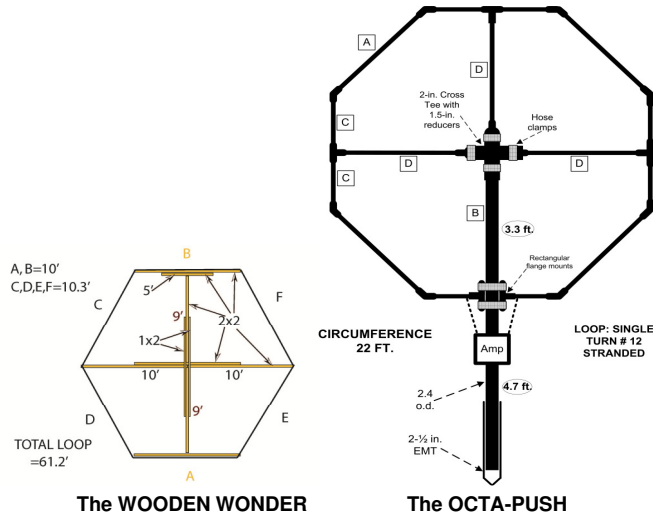 A, B=10'
C,D,E,F=10.3'
B
C
F
5'
9'
2x2
1x2
10'
10'
D
9'
E
TOTAL LOOP
=61.2'
A
The WOODEN WONDER
A
D
2-in. Cross
Tee with
1.5-in.
reducers
Hose
clamps
C
D
D
C
B
3.3 ft.
Rectangular
flange mounts
CIRCUMFERENCE
22 FT.
LOOP: SINGLE
TURN # 12
STRANDED
Amp
4.7 ft.
2.4
o.d.
2-½ in.
EMT
The OCTA-PUSH